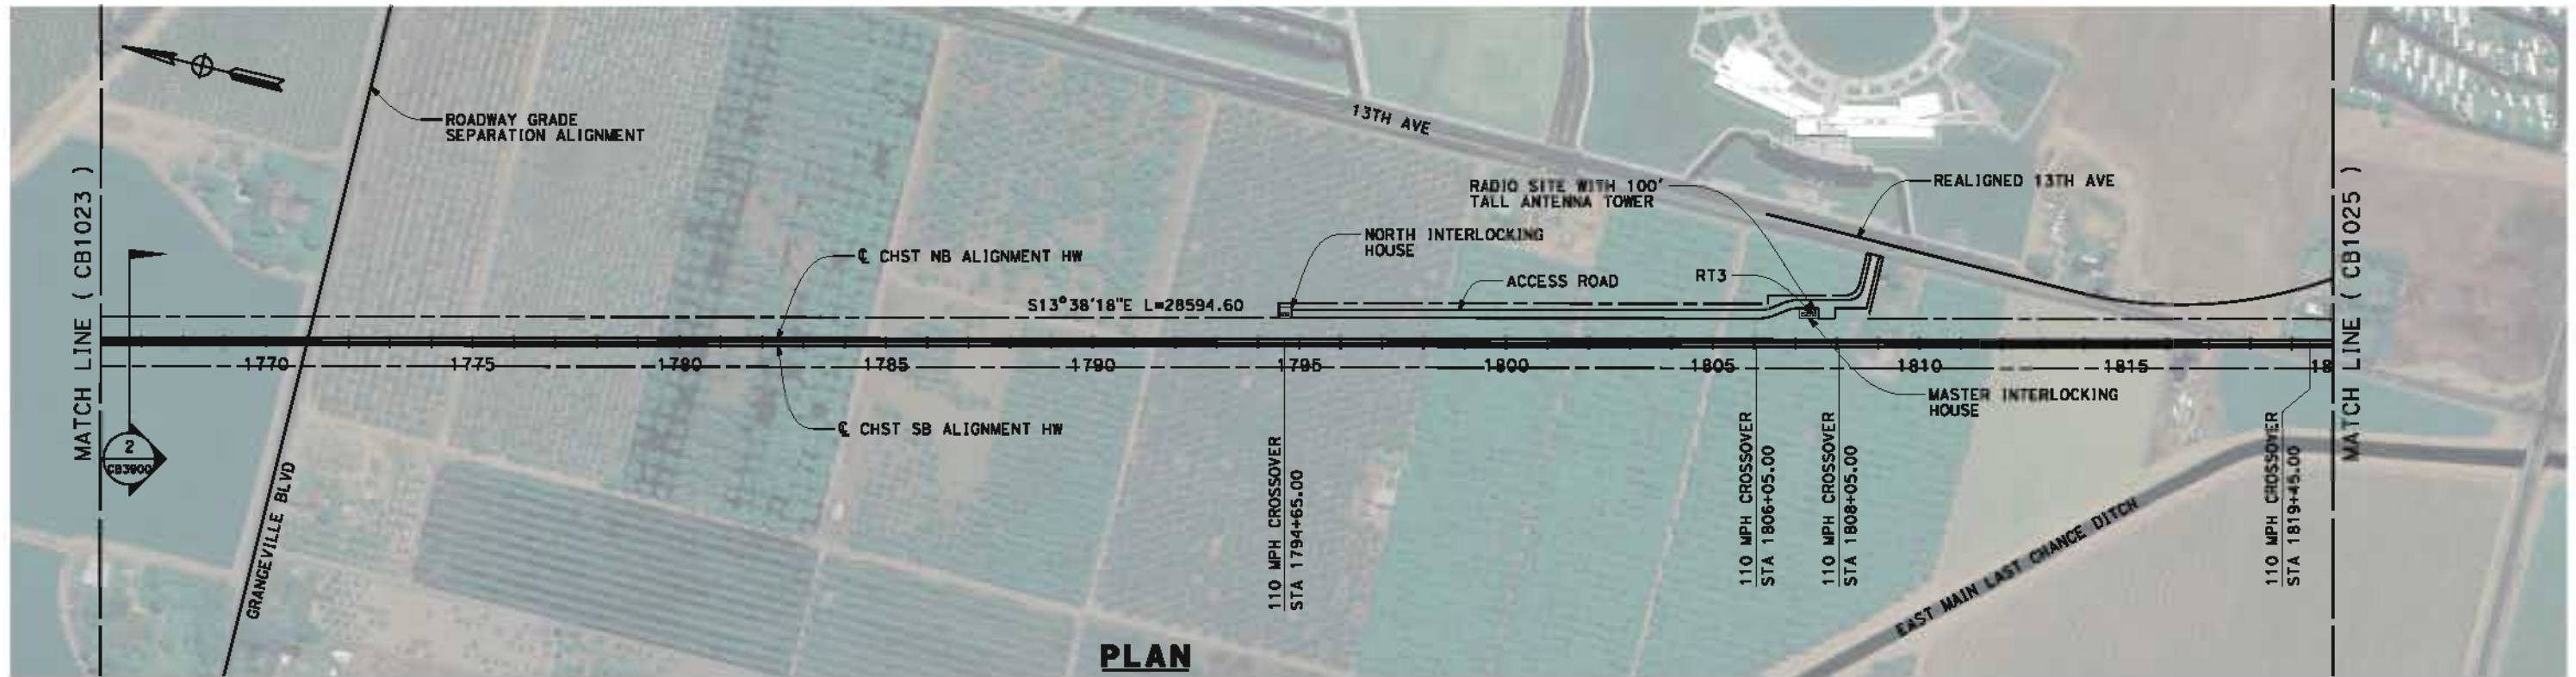 MATCH LINE ( CB1023 )
ROADWAY GRADE
SEPARATION ALIGNMENT
13TH AVE
RADIO SITE WITH 100'
TALL ANTENNA TOWER
REALIGNED 13TH AVE
NORTH INTERLOCKING
HOUSE
℄ CHST NB ALIGNMENT HW
ACCESS ROAD
RT3
S13°38'18"E L=28594.60
1770
1775
1780
1785
1790
1795
1800
1805
1810
1815
18
MASTER INTERLOCKING
HOUSE
℄ CHST SB ALIGNMENT HW
2
CB3900
GRANGEVILLE BLVD
110 MPH CROSSOVER
STA 1794+65.00
110 MPH CROSSOVER
STA 1806+05.00
110 MPH CROSSOVER
STA 1808+05.00
EAST MAIN LAST CHANCE DITCH
110 MPH CROSSOVER
STA 1819+45.00
MATCH LINE ( CB1025 )
PLAN